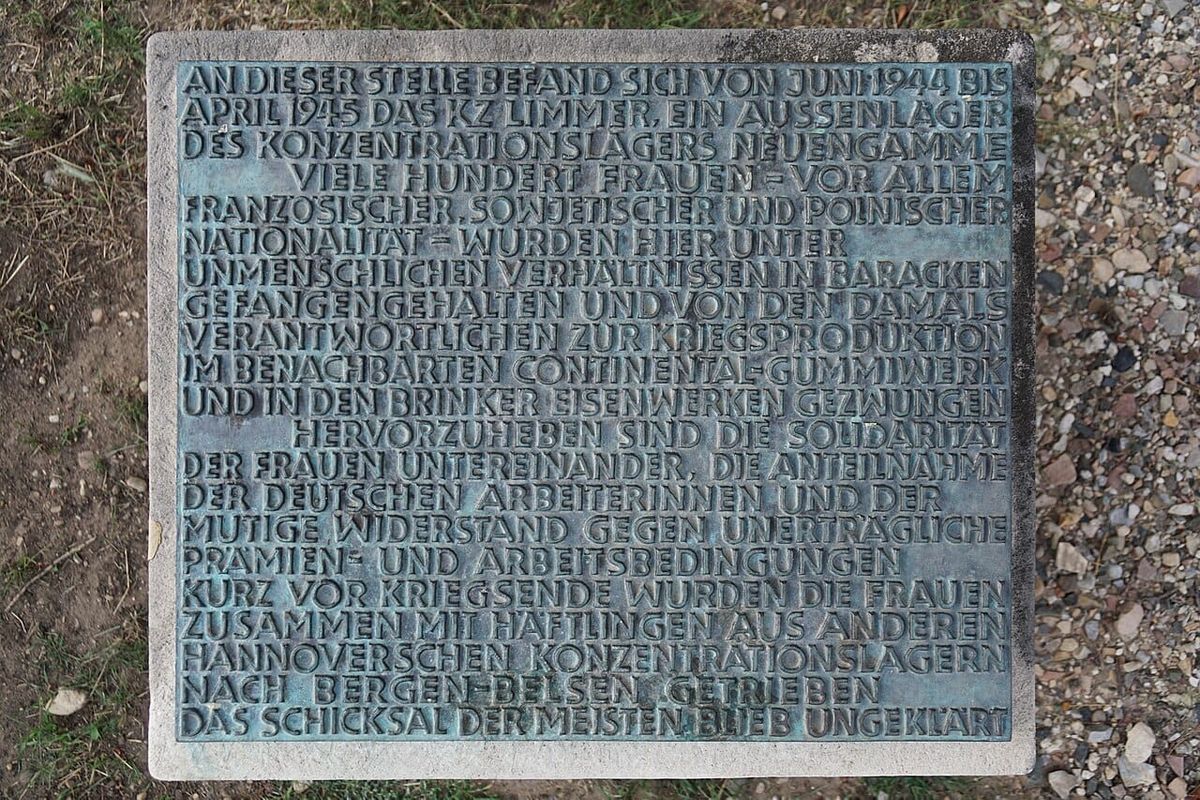 AN DIESER STELLE BEFAND SICH VON JUNI 1944 BIS
APRIL 1945 DAS KZ LIMMER, EIN AUSSENLAGER
DES KONZENTRATIONSLAGERS NEUENGAMME
VIELE HUNDERT FRAUEN = VOR ALLEM
FRANZÖSISCHER, SOWJETISCHER UND POLNISCHER
NATIONALITÄT = WURDEN HIER UNTER
UNMENSCHLICHEN VERHÄLTNISSEN IN BARACKEN
GEFANGENGEHALTEN UND VON DEN DAMALS
VERANTWORTLICHEN ZUR KRIEGSPRODUKTION
IM BENACHBARTEN CONTINENTAL-GUMMIWERK
UND IN DEN BRINKER EISENWERKEN GEZWUNGEN
HERVORZUHEBEN SIND DIE SOLIDARITÄT
DER FRAUEN UNTEREINANDER, DIE ANTEILNAHME
DER DEUTSCHEN ARBEITERINNEN UND DER
MUTIGE WIDERSTAND GEGEN UNERTRÄGLICHE
PRÄMIEN= UND ARBEITSBEDINGUNGEN
KURZ VOR KRIEGSENDE WURDEN DIE FRAUEN
ZUSAMMEN MIT HÄFTLINGEN AUS ANDEREN
HANNOVERSCHEN KONZENTRATIONSLAGERN
NACH BERGEN=BELSEN GETRIEBEN
DAS SCHICKSAL DER MEISTEN BLIEB UNGEKLÄRT